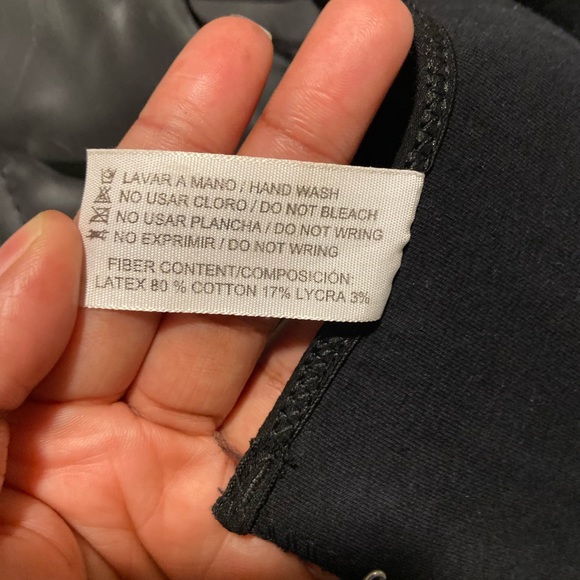 LAVAR A MANO / HAND WASH
NO USAR CLORO / DO NOT BLEACH
NO USAR PLANCHA / DO NOT WRING
NO EXPRIMIR / DO NOT WRING
FIBER CONTENT/COMPOSICIÓN:
LATEX 80 % COTTON 17% LYCRA 3%